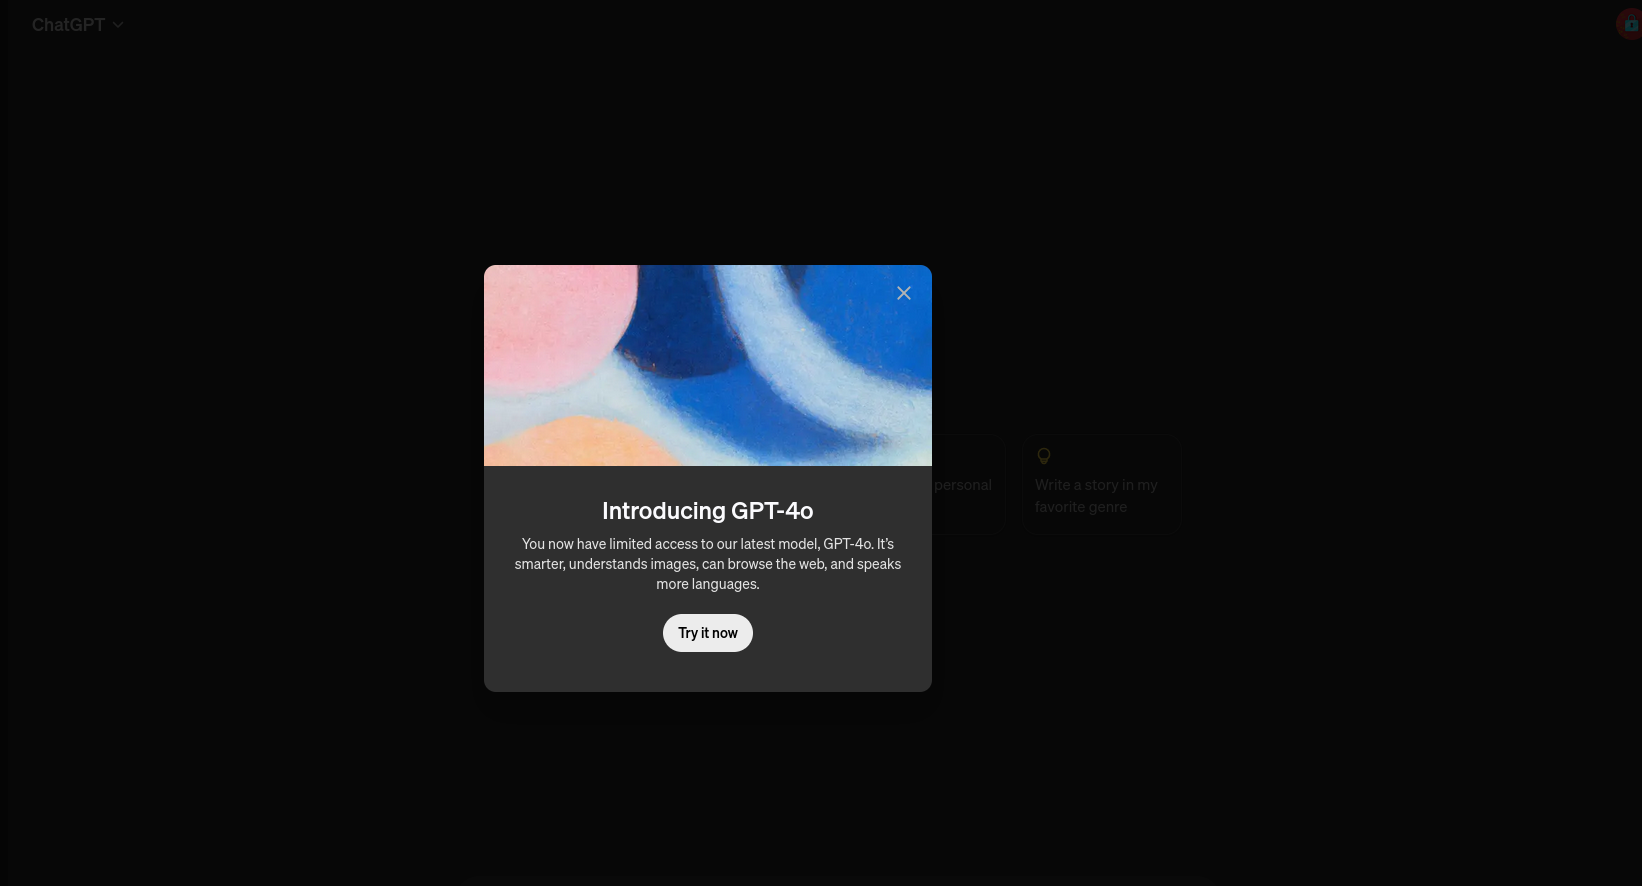 ChatGPT
personal
Write a story in my
favorite genre
Introducing GPT-4o
You now have limited access to our latest model, GPT-4o. It's
smarter, understands images, can browse the web, and speaks
more languages.
Try it now